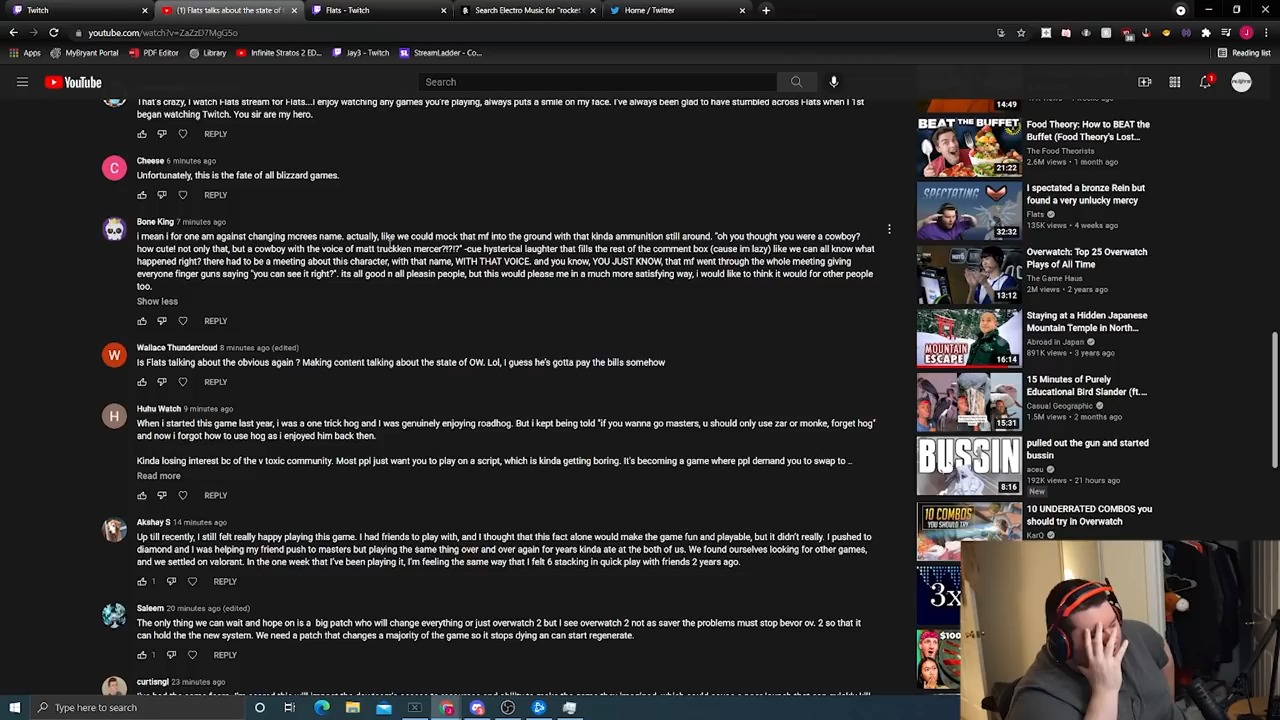 Twitch
(1) Flats talks about the state of
Flats - Twitch
Search Electro Music for "rocket
Home / Twitter
youtube.com/watch?v=ZaZzD7MgG5o
Apps
MyBryant Portal
PDF Editor
Library
Infinite Stratos 2 ED...
Jay3 - Twitch
StreamLadder - Co...
Reading list
YouTube
Search
1
That's crazy, I watch Flats stream for Flats...I enjoy watching any games you're playing, always puts a smile on my face. I've always been glad to have stumbled across Flats when I 1st
began watching Twitch. You sir are my hero.
REPLY
C
Cheese 6 minutes ago
Unfortunately, this is the fate of all blizzard games.
REPLY
Bone King 7 minutes ago
i mean i for one am against changing mcrees name. actually, like we could mock that mf into the ground with that kinda ammunition still around. "oh you thought you were a cowboy?
how cute! not only that, but a cowboy with the voice of matt truckken mercer?!?!?" -cue hysterical laughter that fills the rest of the comment box (cause im lazy) like we can all know what
happened right? there had to be a meeting about this character, with that name, WITH THAT VOICE. and you know, YOU JUST KNOW, that mf went through the whole meeting giving
everyone finger guns saying "you can see it right?". its all good n all pleasin people, but this would please me in a much more satisfying way, i would like to think it would for other people
too.
Show less
REPLY
W
Wallace Thundercloud 8 minutes ago (edited)
Is Flats talking about the obvious again ? Making content talking about the state of OW. Lol, I guess he's gotta pay the bills somehow
REPLY
H
Huhu Watch 9 minutes ago
When i started this game last year, i was a one trick hog and I was genuinely enjoying roadhog. But i kept being told "if you wanna go masters, u should only use zar or monke, forget hog"
and now i forgot how to use hog as i enjoyed him back then.
Kinda losing interest bc of the v toxic community. Most ppl just want you to play on a script, which is kinda getting boring. It's becoming a game where ppl demand you to swap to ..
Read more
REPLY
Akshay S 14 minutes ago
Up till recently, I still felt really happy playing this game. I had friends to play with, and I thought that this fact alone would make the game fun and playable, but it didn't really. I pushed to
diamond and I was helping my friend push to masters but playing the same thing over and over again for years kinda ate at the both of us. We found ourselves looking for other games,
and we settled on valorant. In the one week that I've been playing it, I'm feeling the same way that I felt 6 stacking in quick play with friends 2 years ago.
1
REPLY
Saleem 20 minutes ago (edited)
The only thing we can wait and hope on is a big patch who will change everything or just overwatch 2 but I see overwatch 2 not as saver the problems must stop bevor ov. 2 so that it
can hold the the new system. We need a patch that changes a majority of the game so it stops dying an can start regenerate.
1
REPLY
curtisngl 23 minutes ago
14:49
BEAT THE BUFFET
21:22
Food Theory: How to BEAT the
Buffet (Food Theory's Lost...
The Food Theorists
2.6M views • 1 month ago
SPECTATING
32:32
I spectated a bronze Rein but
found a very unlucky mercy
Flats
135K views • 4 weeks ago
13:12
Overwatch: Top 25 Overwatch
Plays of All Time
The Game Haus
2M views • 2 years ago
MOUNTAIN
ESCAPE
16:14
Staying at a Hidden Japanese
Mountain Temple in North...
Abroad in Japan
891K views • 3 years ago
14:31
15 Minutes of Purely
Educational Bird Slander (ft....
Casual Geographic
1.5M views • 2 months ago
BUSSIN
8:16
pulled out the gun and started
bussin
aceu
192K views • 21 hours ago
New
10 COMBOS
YOU SHOULD TRY
10 UNDERRATED COMBOS you
should try in Overwatch
KarQ
3x
$100
Type here to search